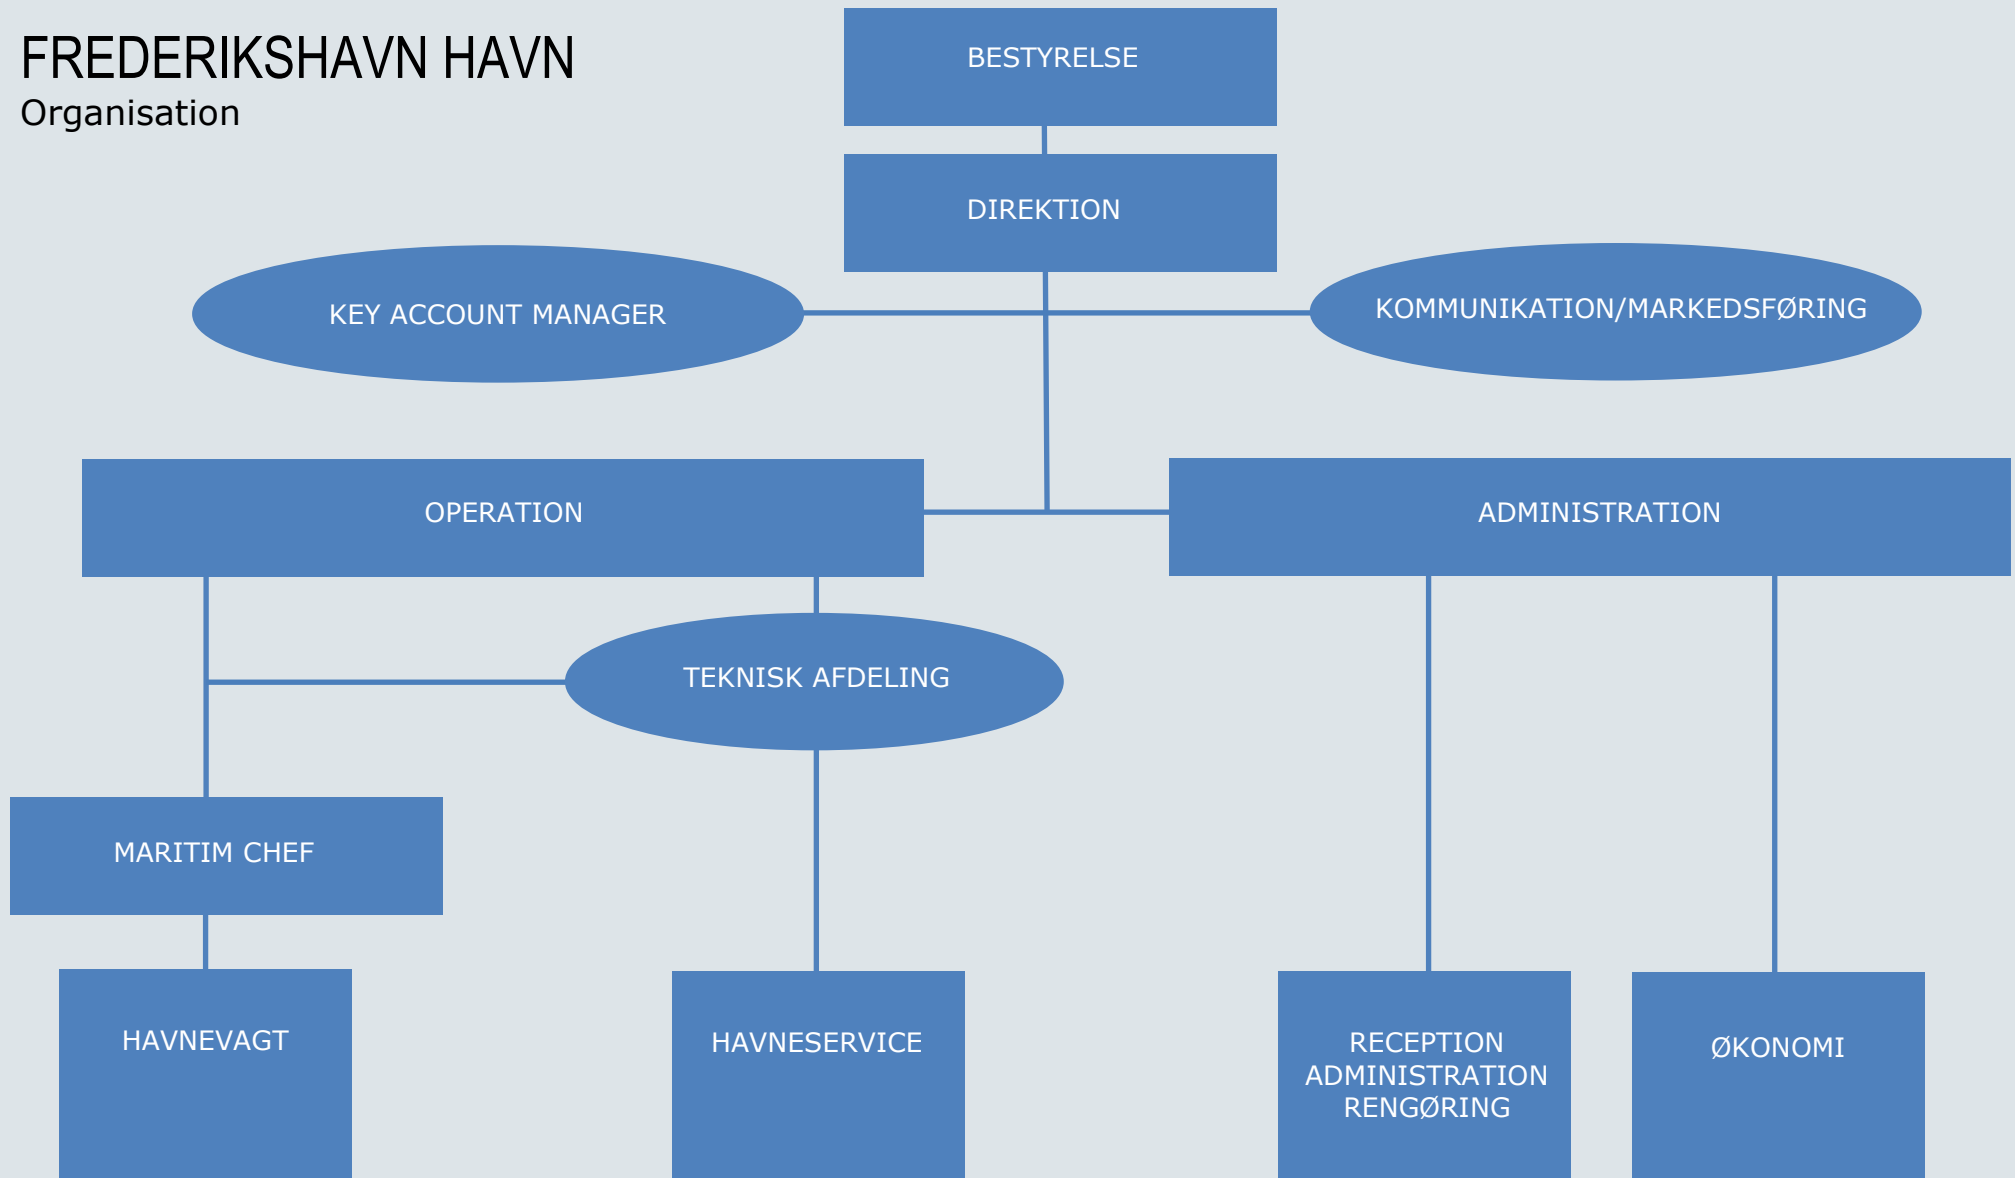 FREDERIKSHAVN HAVN
Organisation
BESTYRELSE
DIREKTION
KEY ACCOUNT MANAGER
KOMMUNIKATION/MARKEDSFØRING
OPERATION
ADMINISTRATION
TEKNISK AFDELING
MARITIM CHEF
HAVNEVAGT
HAVNESERVICE
RECEPTION
ADMINISTRATION
RENGØRING
ØKONOMI